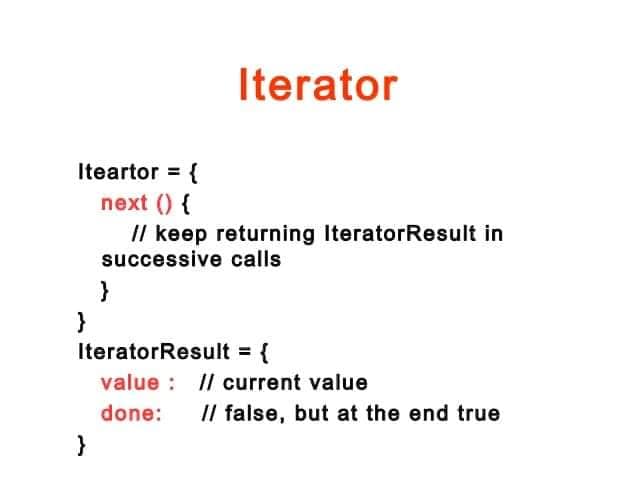 Iterator
Iteartor = {
next () {
// keep returning IteratorResult in
successive calls
}
}
IteratorResult = {
value : // current value
done: // false, but at the end true
}